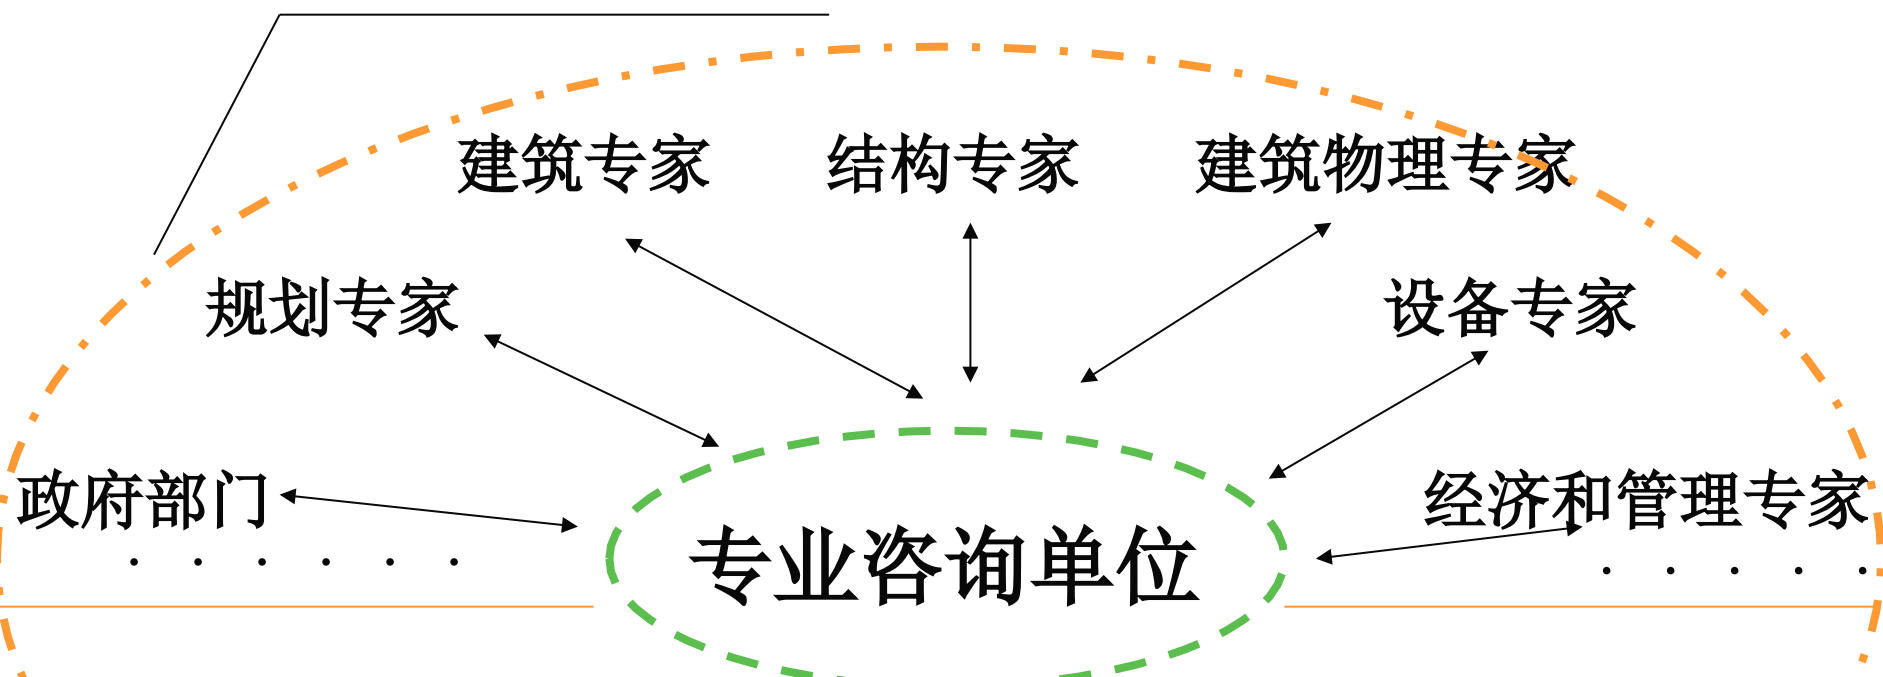 建筑专家 结构专家 建筑物理专家
规划专家 设备专家
政府部门 经济和管理专家
· · · · · · · · · · ·
专业咨询单位